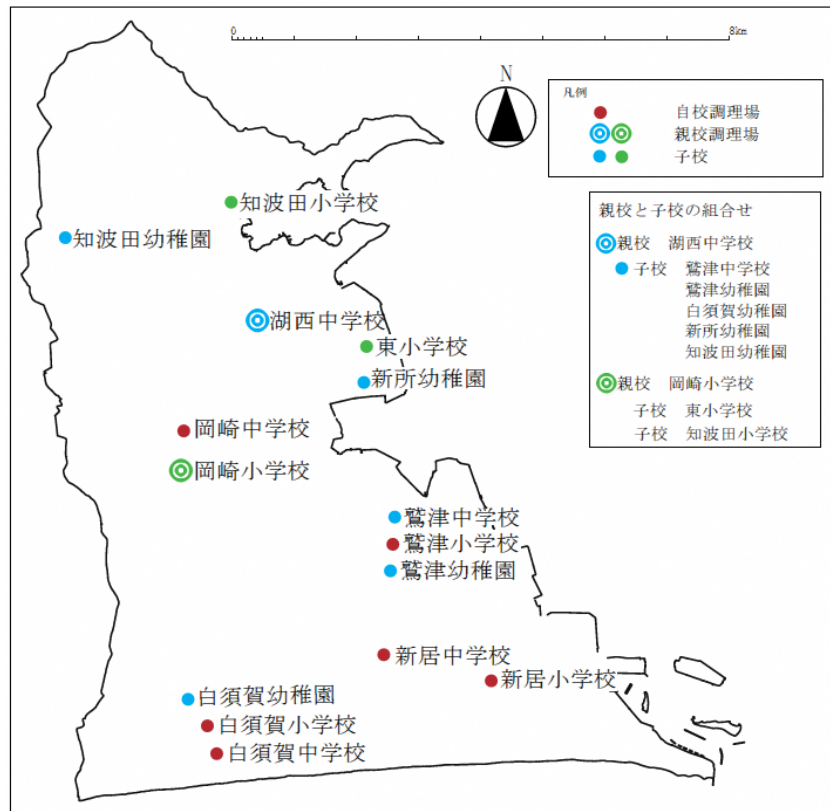 0
8km
N
凡例
自校調理場
親校調理場
子校
親校と子校の組合せ
親校 湖西中学校
子校 鷲津中学校
鷲津幼稚園
白須賀幼稚園
新所幼稚園
知波田幼稚園
親校 岡崎小学校
子校 東小学校
子校 知波田小学校
知波田小学校
知波田幼稚園
湖西中学校
東小学校
新所幼稚園
岡崎中学校
岡崎小学校
鷲津中学校
鷲津小学校
鷲津幼稚園
新居中学校
新居小学校
白須賀幼稚園
白須賀小学校
白須賀中学校